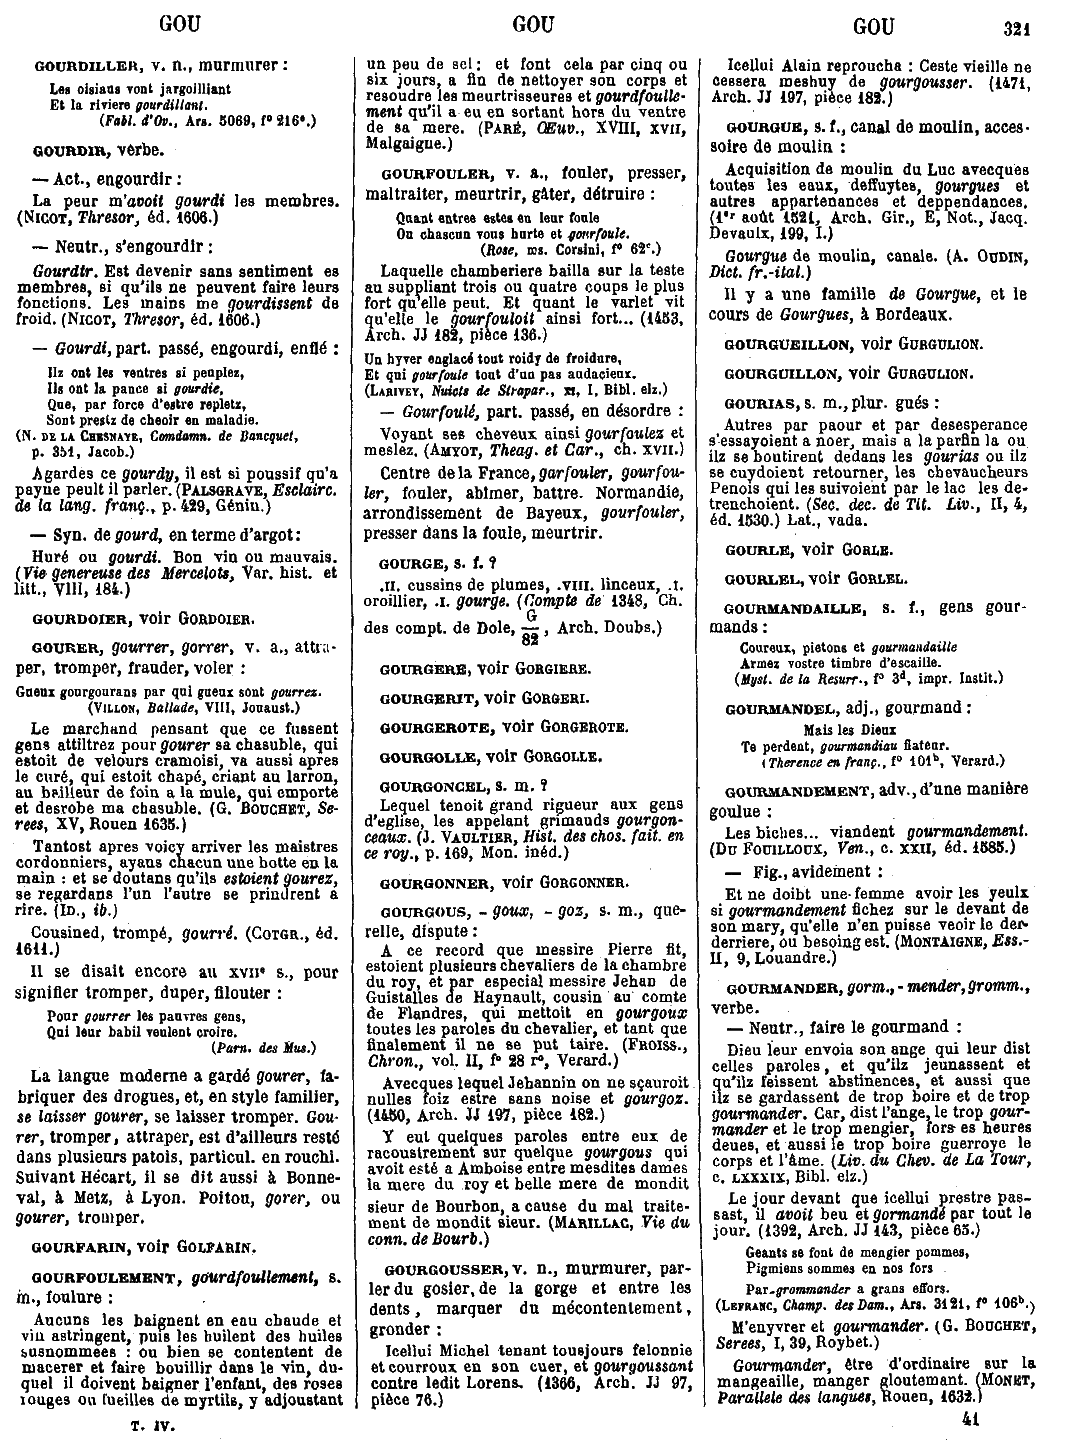 GOU
GOU
GOU
321
GOURDILLER, v. n., murmurer :
Les oisiaus vont jargoilliant
Et la riviere gourdillant.
(Fabl. d'Ov., Ars. 5069, f° 216ª.)
GOURDIR, verbe.
— Act., engourdir :
La peur m'avoit gourdi les membres.
(NICOT, Thresor, éd. 1606.)
— Neutr., s'engourdir :
Gourdir. Est devenir sans sentiment es
membres, si qu'ils ne peuvent faire leurs
fonctions. Les mains me gourdissent de
froid. (NICOT, Thresor, éd. 1606.)
— Gourdi, part. passé, engourdi, enflé :
Ilz ont les ventres si peuplez,
Ils ont la pance si gourdie,
Que, par force d'estre repletz,
Sont prestz de cheoir en maladie.
(N. DE LA CHESNAYE, Comdamn. de Bancquet,
p. 351, Jacob.)
Agardes ce gourdy, il est si poussif qu'a
payne peult il parler. (PALSGRAVE, Esclairc.
de la lang. franç., p. 429, Génin.)
— Syn. de gourd, en terme d'argot :
Huré ou gourdi. Bon vin ou mauvais.
(Vie genereuse des Mercelots, Var. hist. et
litt., VIII, 184.)
GOURDOIER, voir GORDOIER.
GOURER, gourrer, gorrer, v. a., attra-
per, tromper, frauder, voler :
Gueux gourgourans par qui gueux sont gourrez.
(VILLON, Ballade, VIII, Jouaust.)
Le marchand pensant que ce fussent
gens attiltrez pour gourer sa chasuble, qui
estoit de velours cramoisi, va aussi apres
le curé, qui estoit chapé, criant au larron,
au bailleur de foin a la mule, qui emporte
et desrobe ma chasuble. (G. BOUCHET, Se-
rees, XV, Rouen 1635.)
Tantost apres voicy arriver les maistres
cordonniers, ayans chacun une botte en la
main : et se doutans qu'ils estoient gourez,
se regardans l'un l'autre se prindrent a
rire. (ID., ib.)
Cousined, trompé, gourré. (COTGR., éd.
1611.)
Il se disait encore au XVIIe s., pour
signifier tromper, duper, filouter :
Pour gourrer les pauvres gens,
Qui leur babil veulent croire.
(Parn. des Mus.)
La langue moderne a gardé gourer, fa-
briquer des drogues, et, en style familier,
se laisser gourer, se laisser tromper. Gou-
rer, tromper, attraper, est d'ailleurs resté
dans plusieurs patois, particul. en rouchi.
Suivant Hécart, il se dit aussi à Bonne-
val, à Metz, à Lyon. Poitou, gorer, ou
gourer, tromper.
GOURFARIN, voir GOLFARIN.
GOURFOULEMENT, gourdfoullement, s.
m., foulure :
Aucuns les baignent en eau chaude et
vin astringent, puis les huilent des huiles
susnommees : ou bien se contentent de
macerer et faire bouillir dans le vin, du-
quel il doivent baigner l'enfant, des roses
rouges ou fueilles de myrtils, y adjoustant
T. IV.
un peu de sel : et font cela par cinq ou
six jours, a fin de nettoyer son corps et
resoudre les meurtrisseures et gourdfoulle-
ment qu'il a eu en sortant hors du ventre
de sa mere. (PARÉ, Œuv., XVIII, XVII,
Malgaigne.)
GOURFOULER, v. a., fouler, presser,
maltraiter, meurtrir, gâter, détruire :
Quant entree estes en leur foule
Ou chascun vous hurte et gourfoule.
(Rose, ms. Corsini, f° 62ᶜ.)
Laquelle chamberiere bailla sur la teste
au suppliant trois ou quatre coups le plus
fort qu'elle peut. Et quant le varlet vit
qu'elle le gourfouloit ainsi fort... (1453,
Arch. JJ 182, pièce 136.)
Un hyver englacé tout roidy de froidure,
Et qui gourfoule tout d'un pas audacieux.
(LARIVEY, Nuicts de Strapar., XI, I, Bibl. elz.)
— Gourfoulé, part. passé, en désordre :
Voyant ses cheveux ainsi gourfoulez et
meslez. (AMYOT, Theag. et Car., ch. XVII.)
Centre de la France, garfouler, gourfou-
ler, fouler, abîmer, battre. Normandie,
arrondissement de Bayeux, gourfouler,
presser dans la foule, meurtrir.
GOURGE, s. f. ?
.II. cussins de plumes, .VIII. linceux, .I.
oroillier, .I. gourge. (Compte de 1348, Ch.
des compt. de Dole, G/82, Arch. Doubs.)
GOURGERE, voir GORGIERE.
GOURGERIT, voir GORGERI.
GOURGEROTE, voir GORGEROTE.
GOURGOLLE, voir GORGOLLE.
GOURGONCEL, s. m. ?
Lequel tenoit grand rigueur aux gens
d'eglise, les appelant grimauds gourgon-
ceaux. (J. VAULTIER, Hist. des chos. fait. en
ce roy., p. 169, Mon. inéd.)
GOURGONNER, voir GORGONNER.
GOURGOUS, - goux, - goz, s. m., que-
relle, dispute :
A ce record que messire Pierre fit,
estoient plusieurs chevaliers de la chambre
du roy, et par especial messire Jehan de
Guistalles de Haynault, cousin au comte
de Flandres, qui mettoit en gourgoux
toutes les paroles du chevalier, et tant que
finalement il ne se put taire. (FROISS.,
Chron., vol. II, f° 28 r°, Verard.)
Avecques lequel Jehannin on ne sçauroit
nulles foiz estre sans noise et gourgoz.
(1450, Arch. JJ 197, pièce 182.)
Y eut quelques paroles entre eux de
racoustrement sur quelque gourgous qui
avoit esté a Amboise entre mesdites dames
la mere du roy et belle mere de mondit
sieur de Bourbon, a cause du mal traite-
ment de mondit sieur. (MARILLAC, Vie du
conn. de Bourb.)
GOURGOUSSER, v. n., murmurer, par-
ler du gosier, de la gorge et entre les
dents, marquer du mécontentement,
gronder :
Icellui Michel tenant tousjours felonnie
et courroux en son cuer, et gourgoussant
contre ledit Lorens. (1366, Arch. JJ 97,
pièce 76.)
Icellui Alain reproucha : Ceste vieille ne
cessera meshuy de gourgousser. (1471,
Arch. JJ 197, pièce 182.)
GOURGUE, s. f., canal de moulin, acces-
soire de moulin :
Acquisition de moulin du Luc avecques
toutes les eaux, deffuytes, gourgues et
autres appartenances et deppendances.
(1er août 1521, Arch. Gir., E, Not., Jacq.
Devaulx, 199, I.)
Gourgue de moulin, canale. (A. OUDIN,
Dict. fr.-ital.)
Il y a une famille de Gourgue, et le
cours de Gourgues, à Bordeaux.
GOURGUEILLON, voir GURGULION.
GOURGUILLON, voir GURGULION.
GOURIAS, s. m., plur. gués :
Autres par paour et par desesperance
s'essayoient a noer, mais a la parfin la ou
ilz se boutirent dedans les gourias ou ilz
se cuydoient retourner, les chevaucheurs
Penois qui les suivoient par le lac les de-
trenchoient. (Sec. dec. de Tit. Liv., II, 4,
éd. 1530.) Lat., vada.
GOURLE, voir GORLE.
GOURLEL, voir GORLEL.
GOURMANDAILLE, s. f., gens gour-
mands :
Coureux, pietons et gourmandaille
Armez vostre timbre d'escaille.
(Myst. de la Resurr., f° 3ᵈ, impr. Instit.)
GOURMANDEL, adj., gourmand :
Mais les Dieux
Te perdent, gourmandiau flateur.
(Therence en franç., f° 101ᵇ, Verard.)
GOURMANDEMENT, adv., d'une manière
goulue :
Les biches... viandent gourmandement.
(DU FOUILLOUX, Ven., c. XXII, éd. 1585.)
— Fig., avidement :
Et ne doibt une femme avoir les yeulx
si gourmandement fichez sur le devant de
son mary, qu'elle n'en puisse veoir le der-
derriere, ou besoing est. (MONTAIGNE, Ess.-
II, 9, Louandre.)
GOURMANDER, gorm., - mender, gromm.,
verbe.
— Neutr., faire le gourmand :
Dieu leur envoia son ange qui leur dist
celles paroles, et qu'ilz jeunassent et
qu'ilz feissent abstinences, et aussi que
ilz se gardassent de trop boire et de trop
gourmander. Car, dist l'ange, le trop gour-
mander et le trop mengier, fors es heures
deues, et aussi le trop boire guerroye le
corps et l'âme. (Liv. du Chev. de La Tour,
c. LXXXIX, Bibl. elz.)
Le jour devant que icellui prestre pas-
sast, il avoit beu et gormandé par tout le
jour. (1392, Arch. JJ 143, pièce 65.)
Geants se font de mengier pommes,
Pigmiens sommes en nos fors
Par grommander a grans effors.
(LEFRANC, Champ. des Dam., Ars. 3121, f° 106ᵇ.)
M'enyvrer et gourmander. (G. BOUCHET,
Serees, I, 39, Roybet.)
Gourmander, être d'ordinaire sur la
mangeaille, manger gloutement. (MONET,
Parallele des langues, Rouen, 1632.)
41